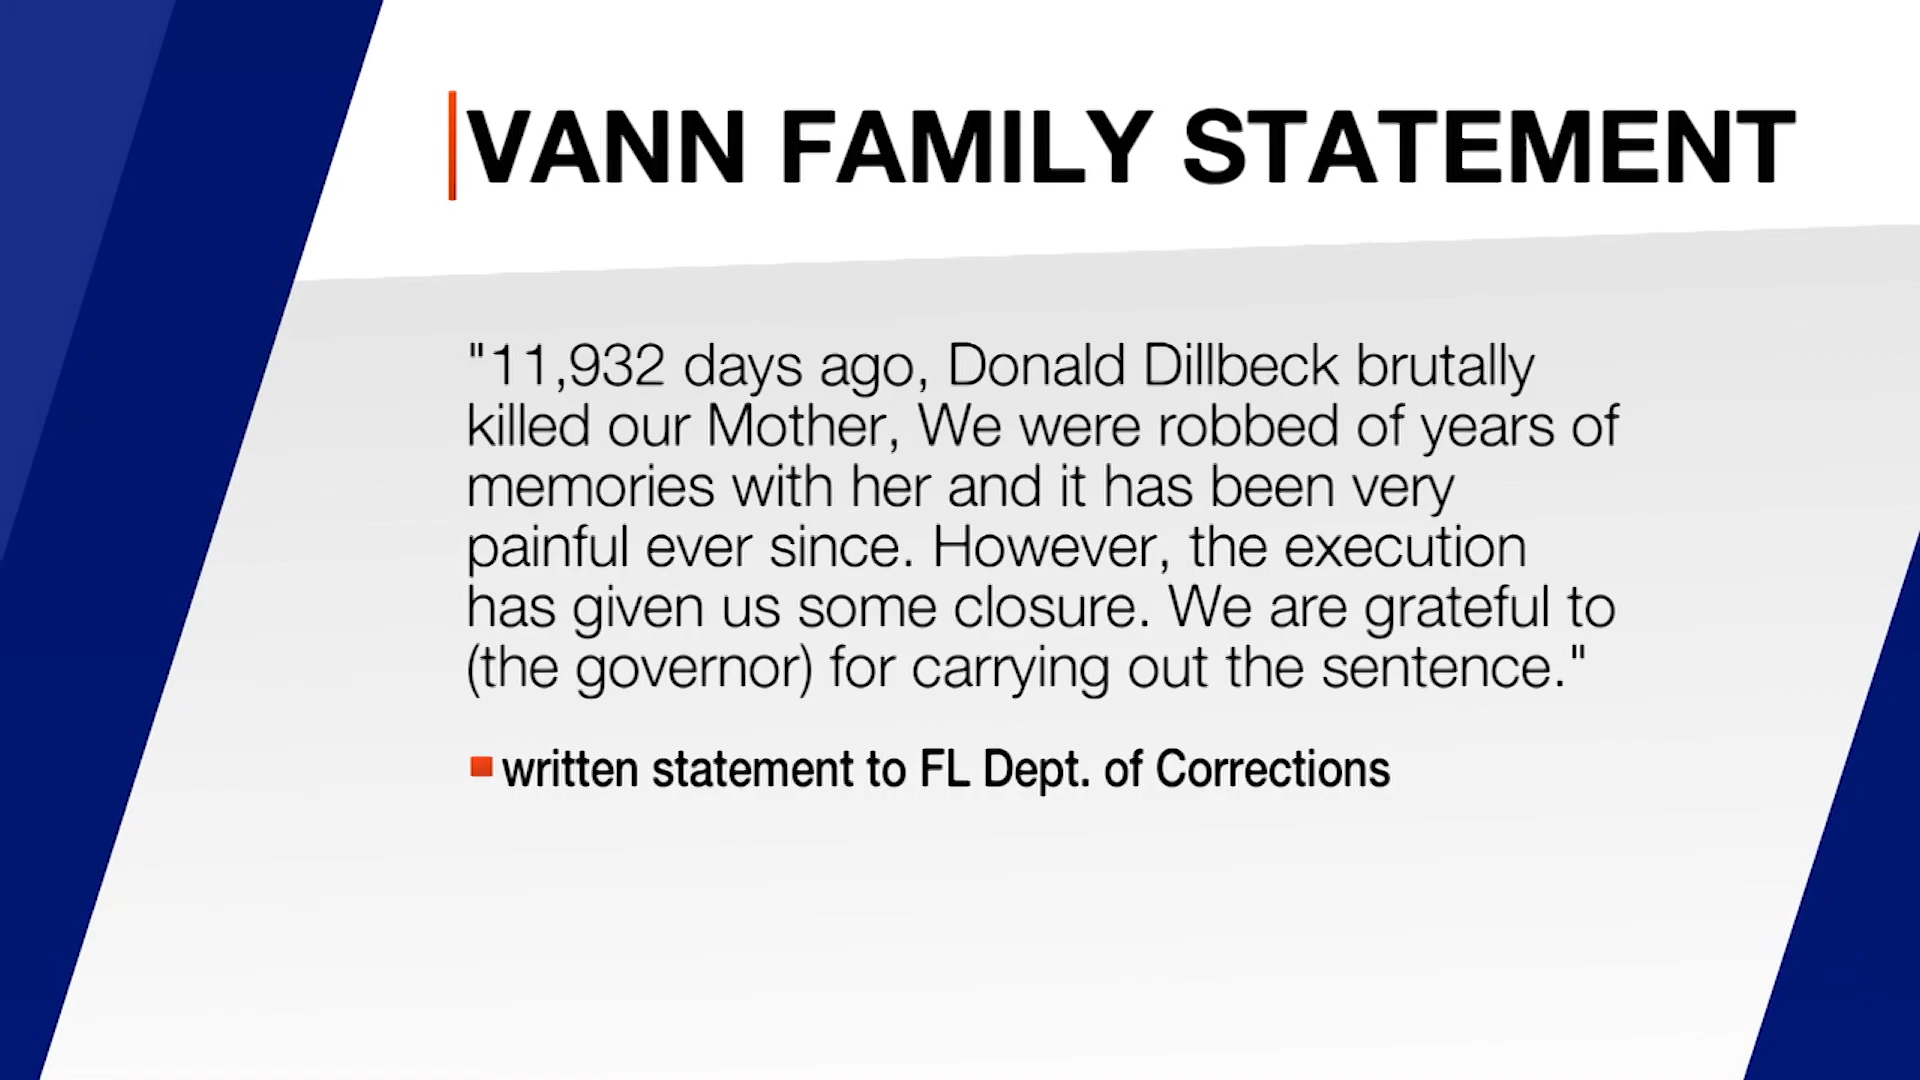 VANN FAMILY STATEMENT
"11,932 days ago, Donald Dillbeck brutally
killed our Mother, We were robbed of years of
memories with her and it has been very
painful ever since. However, the execution
has given us some closure. We are grateful to
(the governor) for carrying out the sentence."
written statement to FL Dept. of Corrections